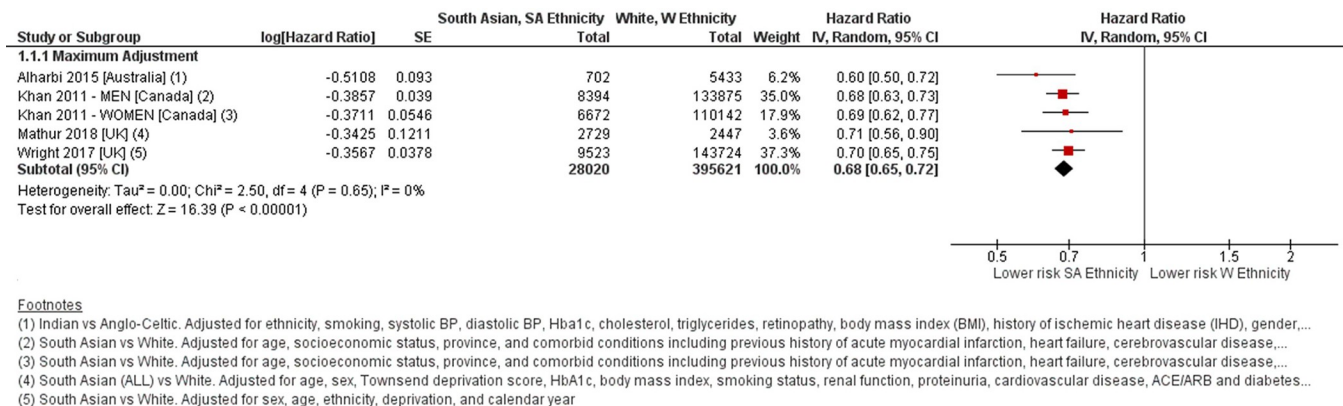 South Asian, SA Ethnicity White, W Ethnicity Hazard Ratio Hazard Ratio
Study or Subgroup log[Hazard Ratio] SE Total Total Weight IV, Random, 95% CI IV, Random, 95% CI
1.1.1 Maximum Adjustment
Alharbi 2015 [Australia] (1) -0.5108 0.093 702 5433 6.2% 0.60 [0.50, 0.72]
Khan 2011 - MEN [Canada] (2) -0.3857 0.039 8394 133875 35.0% 0.68 [0.63, 0.73]
Khan 2011 - WOMEN [Canada] (3) -0.3711 0.0546 6672 110142 17.9% 0.69 [0.62, 0.77]
Mathur 2018 [UK] (4) -0.3425 0.1211 2729 2447 3.6% 0.71 [0.56, 0.90]
Wright 2017 [UK] (5) -0.3567 0.0378 9523 143724 37.3% 0.70 [0.65, 0.75]
Subtotal (95% CI) 28020 395621 100.0% 0.68 [0.65, 0.72]
Heterogeneity: Tau² = 0.00; Chi² = 2.50, df = 4 (P = 0.65); I² = 0%
Test for overall effect: Z = 16.39 (P < 0.00001)
0.5 0.7 1 1.5 2
Lower risk SA Ethnicity Lower risk W Ethnicity
Footnotes
(1) Indian vs Anglo-Celtic. Adjusted for ethnicity, smoking, systolic BP, diastolic BP, Hba1c, cholesterol, triglycerides, retinopathy, body mass index (BMI), history of ischemic heart disease (IHD), gender,...
(2) South Asian vs White. Adjusted for age, socioeconomic status, province, and comorbid conditions including previous history of acute myocardial infarction, heart failure, cerebrovascular disease,...
(3) South Asian vs White. Adjusted for age, socioeconomic status, province, and comorbid conditions including previous history of acute myocardial infarction, heart failure, cerebrovascular disease,...
(4) South Asian (ALL) vs White. Adjusted for age, sex, Townsend deprivation score, HbA1c, body mass index, smoking status, renal function, proteinuria, cardiovascular disease, ACE/ARB and diabetes...
(5) South Asian vs White. Adjusted for sex, age, ethnicity, deprivation, and calendar year